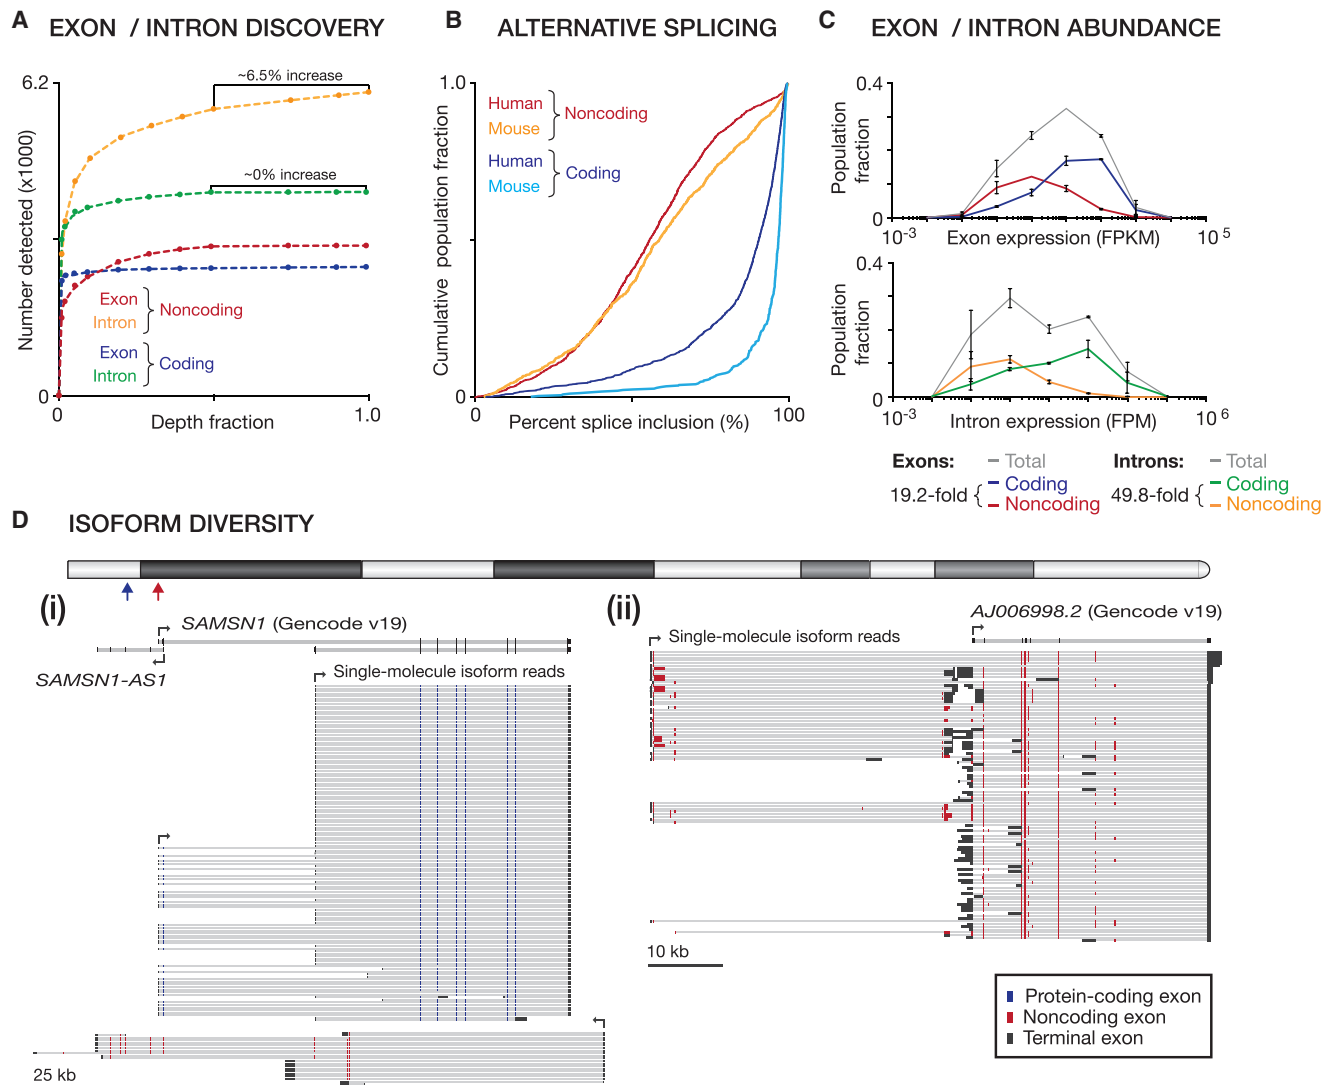 A EXON / INTRON DISCOVERY
6.2
~6.5% increase
~0% increase
Number detected (x1000)
Exon
Intron
Noncoding
Exon
Intron
Coding
0
0
1.0
Depth fraction
B ALTERNATIVE SPLICING
1.0
Human
Mouse
Noncoding
Human
Mouse
Coding
Cumulative population fraction
0
0
100
Percent splice inclusion (%)
C EXON / INTRON ABUNDANCE
0.4
Population
fraction
0
10-3
Exon expression (FPKM)
10 5
0.4
Population
fraction
0
10-3
Intron expression (FPM)
10 6
Exons:
Total
Coding
Noncoding
19.2-fold
Introns:
Total
Coding
Noncoding
49.8-fold
D ISOFORM DIVERSITY
(i)
SAMSN1 (Gencode v19)
SAMSN1-AS1
Single-molecule isoform reads
25 kb
(ii)
AJ006998.2 (Gencode v19)
Single-molecule isoform reads
10 kb
Protein-coding exon
Noncoding exon
Terminal exon